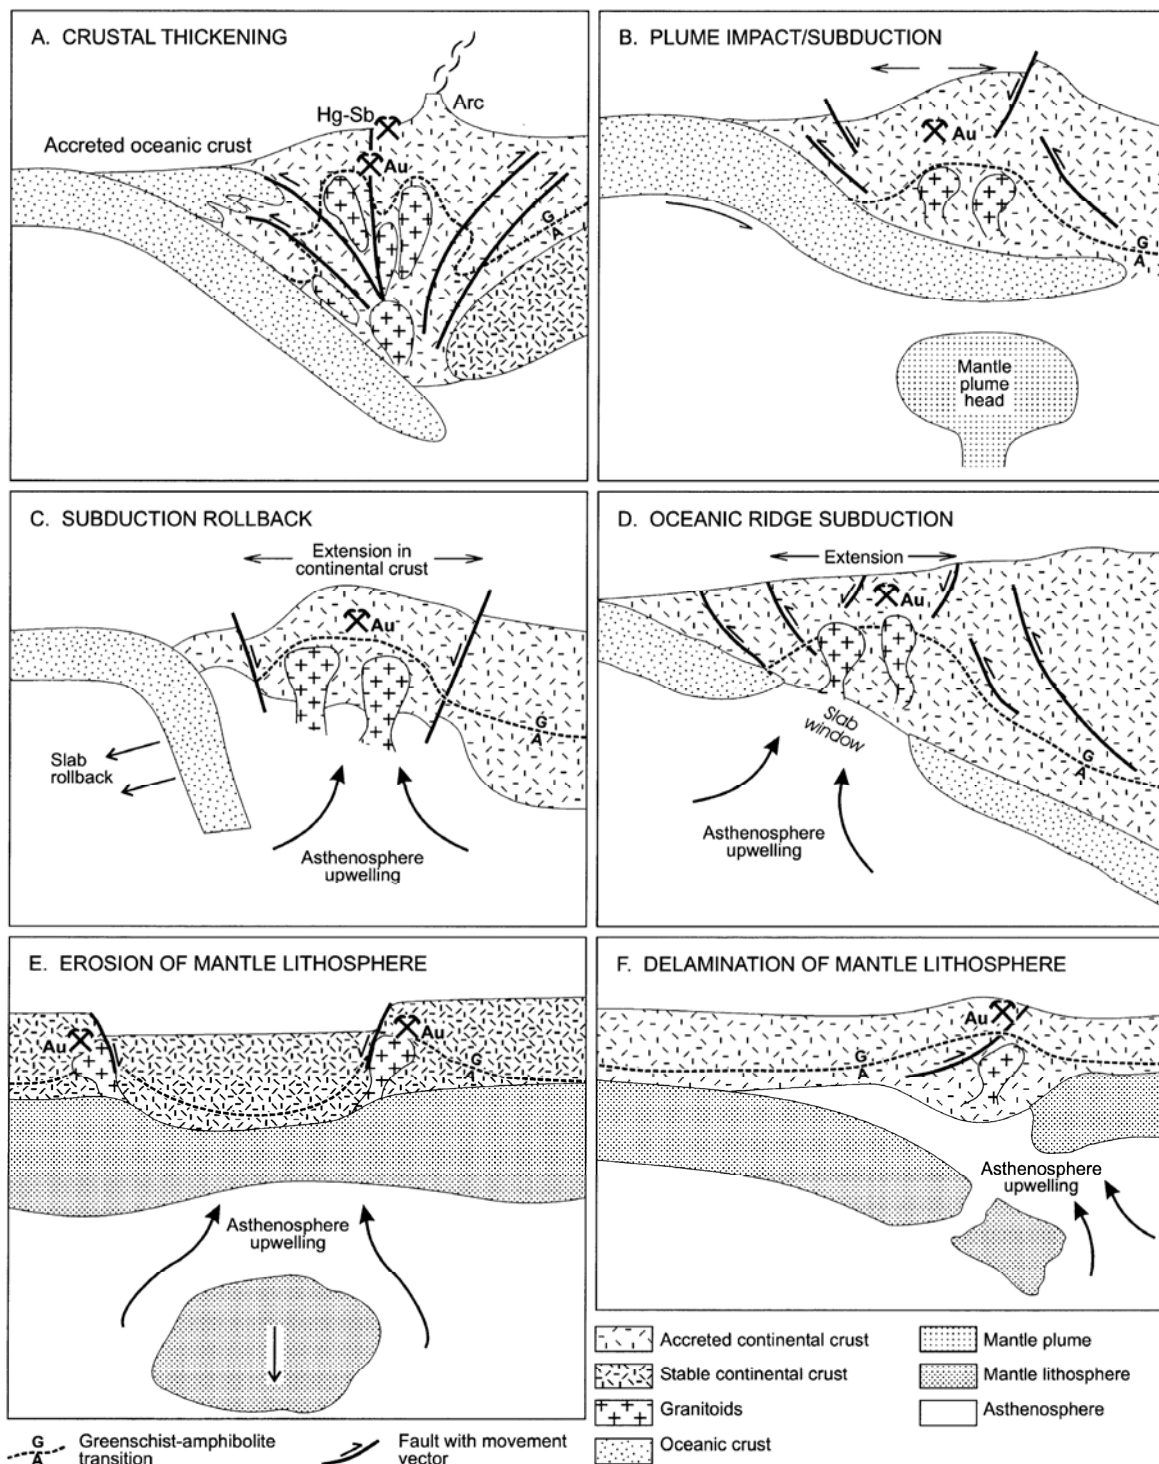 A. CRUSTAL THICKENING
Arc
Hg-Sb
Accreted oceanic crust
Au
G
A
B. PLUME IMPACT/SUBDUCTION
Au
G
A
Mantle
plume
head
C. SUBDUCTION ROLLBACK
Extension in
continental crust
Au
G
A
Slab
rollback
Asthenosphere
upwelling
D. OCEANIC RIDGE SUBDUCTION
Extension
Au
Slab
window
G
A
Asthenosphere
upwelling
E. EROSION OF MANTLE LITHOSPHERE
Au
Au
G
A
Asthenosphere
upwelling
F. DELAMINATION OF MANTLE LITHOSPHERE
Au
G
A
Asthenosphere
upwelling
Accreted continental crust
Stable continental crust
Granitoids
Oceanic crust
Mantle plume
Mantle lithosphere
Asthenosphere
G
A
Greenschist-amphibolite
transition
Fault with movement
vector